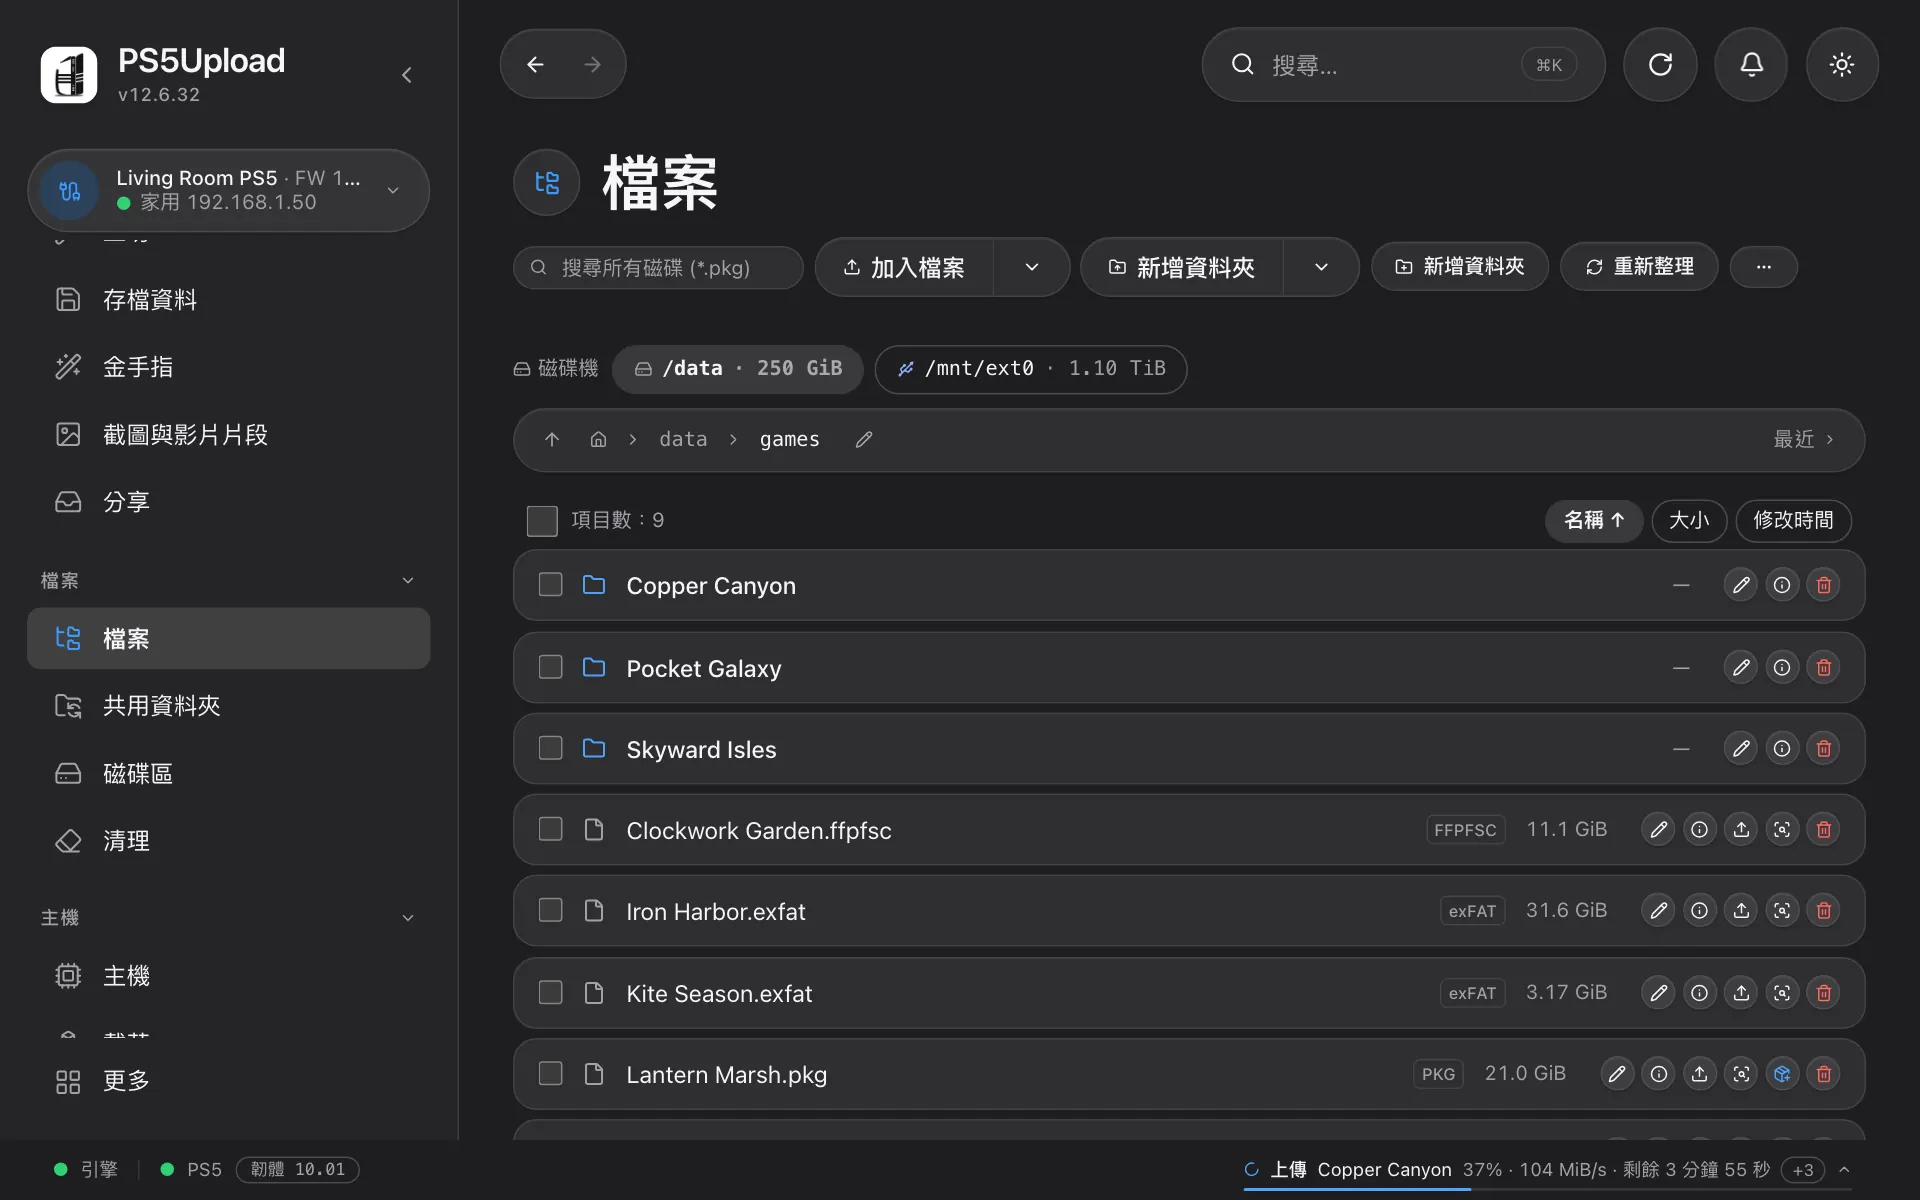 PS5Upload
v12.6.32
Living Room PS5 · FW 1...
家用 192.168.1.50
存檔資料
金手指
截圖與影片片段
分享
檔案
檔案
共用資料夾
磁碟區
清理
主機
主機
更多
搜尋... ⌘K
檔案
搜尋所有磁碟 (*.pkg)
加入檔案
新增資料夾
新增資料夾
重新整理
...
磁碟機
/data · 250 GiB
/mnt/ext0 · 1.10 TiB
data > games
最近 >
項目數：9
名稱 ↑
大小
修改時間
Copper Canyon —
Pocket Galaxy —
Skyward Isles —
Clockwork Garden.ffpfsc FFPFSC 11.1 GiB
Iron Harbor.exfat exFAT 31.6 GiB
Kite Season.exfat exFAT 3.17 GiB
Lantern Marsh.pkg PKG 21.0 GiB
引擎
PS5
韌體 10.01
上傳 Copper Canyon 37% · 104 MiB/s · 剩餘 3 分鐘 55 秒 +3